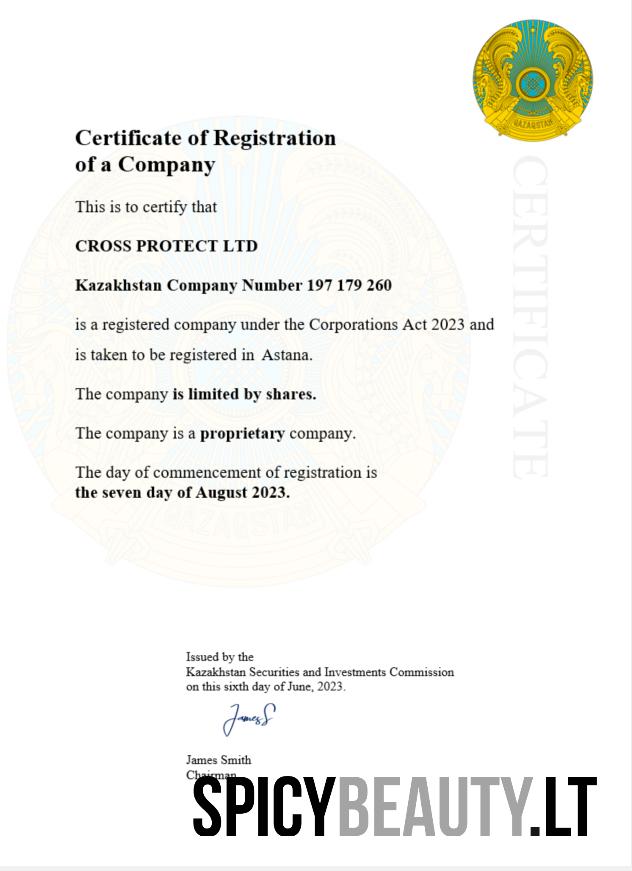 QAZAQSTAN
CERTIFICATE
Certificate of Registration
of a Company
This is to certify that
CROSS PROTECT LTD
Kazakhstan Company Number 197 179 260
is a registered company under the Corporations Act 2023 and
is taken to be registered in Astana.
The company is limited by shares.
The company is a proprietary company.
The day of commencement of registration is
the seven day of August 2023.
QAZAQSTAN
Issued by the
Kazakhstan Securities and Investments Commission
on this sixth day of June, 2023.
JamesS
James Smith
Chairman
SPICYBEAUTY.LT